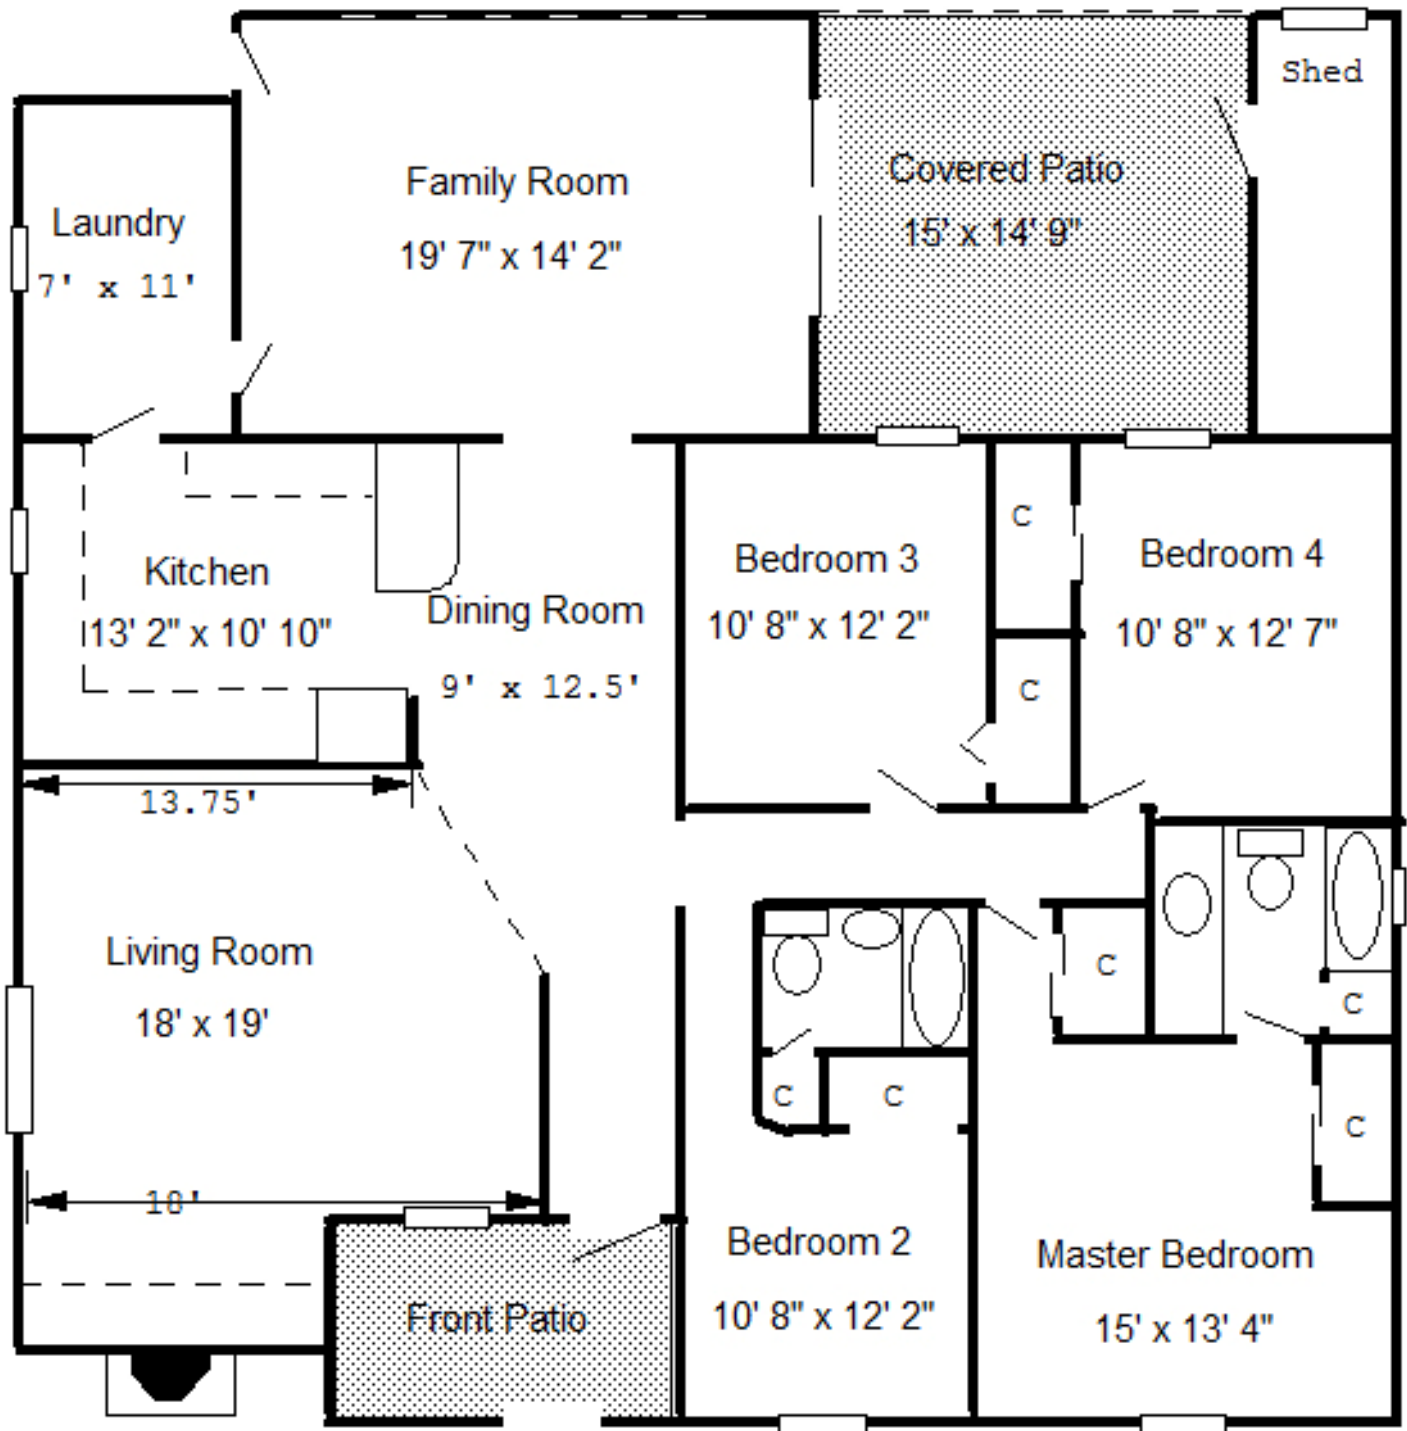 Shed
Family Room
19' 7" x 14' 2"
Covered Patio
15' x 14' 9"
Laundry
7' x 11'
Kitchen
13' 2" x 10' 10"
Dining Room
9' x 12.5'
Bedroom 3
10' 8" x 12' 2"
C
C
Bedroom 4
10' 8" x 12' 7"
13.75'
Living Room
18' x 19'
18'
C
C
C
C
C
Bedroom 2
10' 8" x 12' 2"
Master Bedroom
15' x 13' 4"
Front Patio